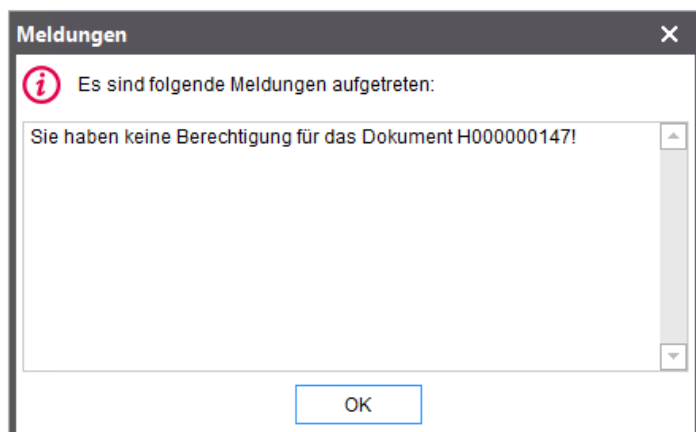 Meldungen
Es sind folgende Meldungen aufgetreten:
Sie haben keine Berechtigung für das Dokument H000000147!
OK